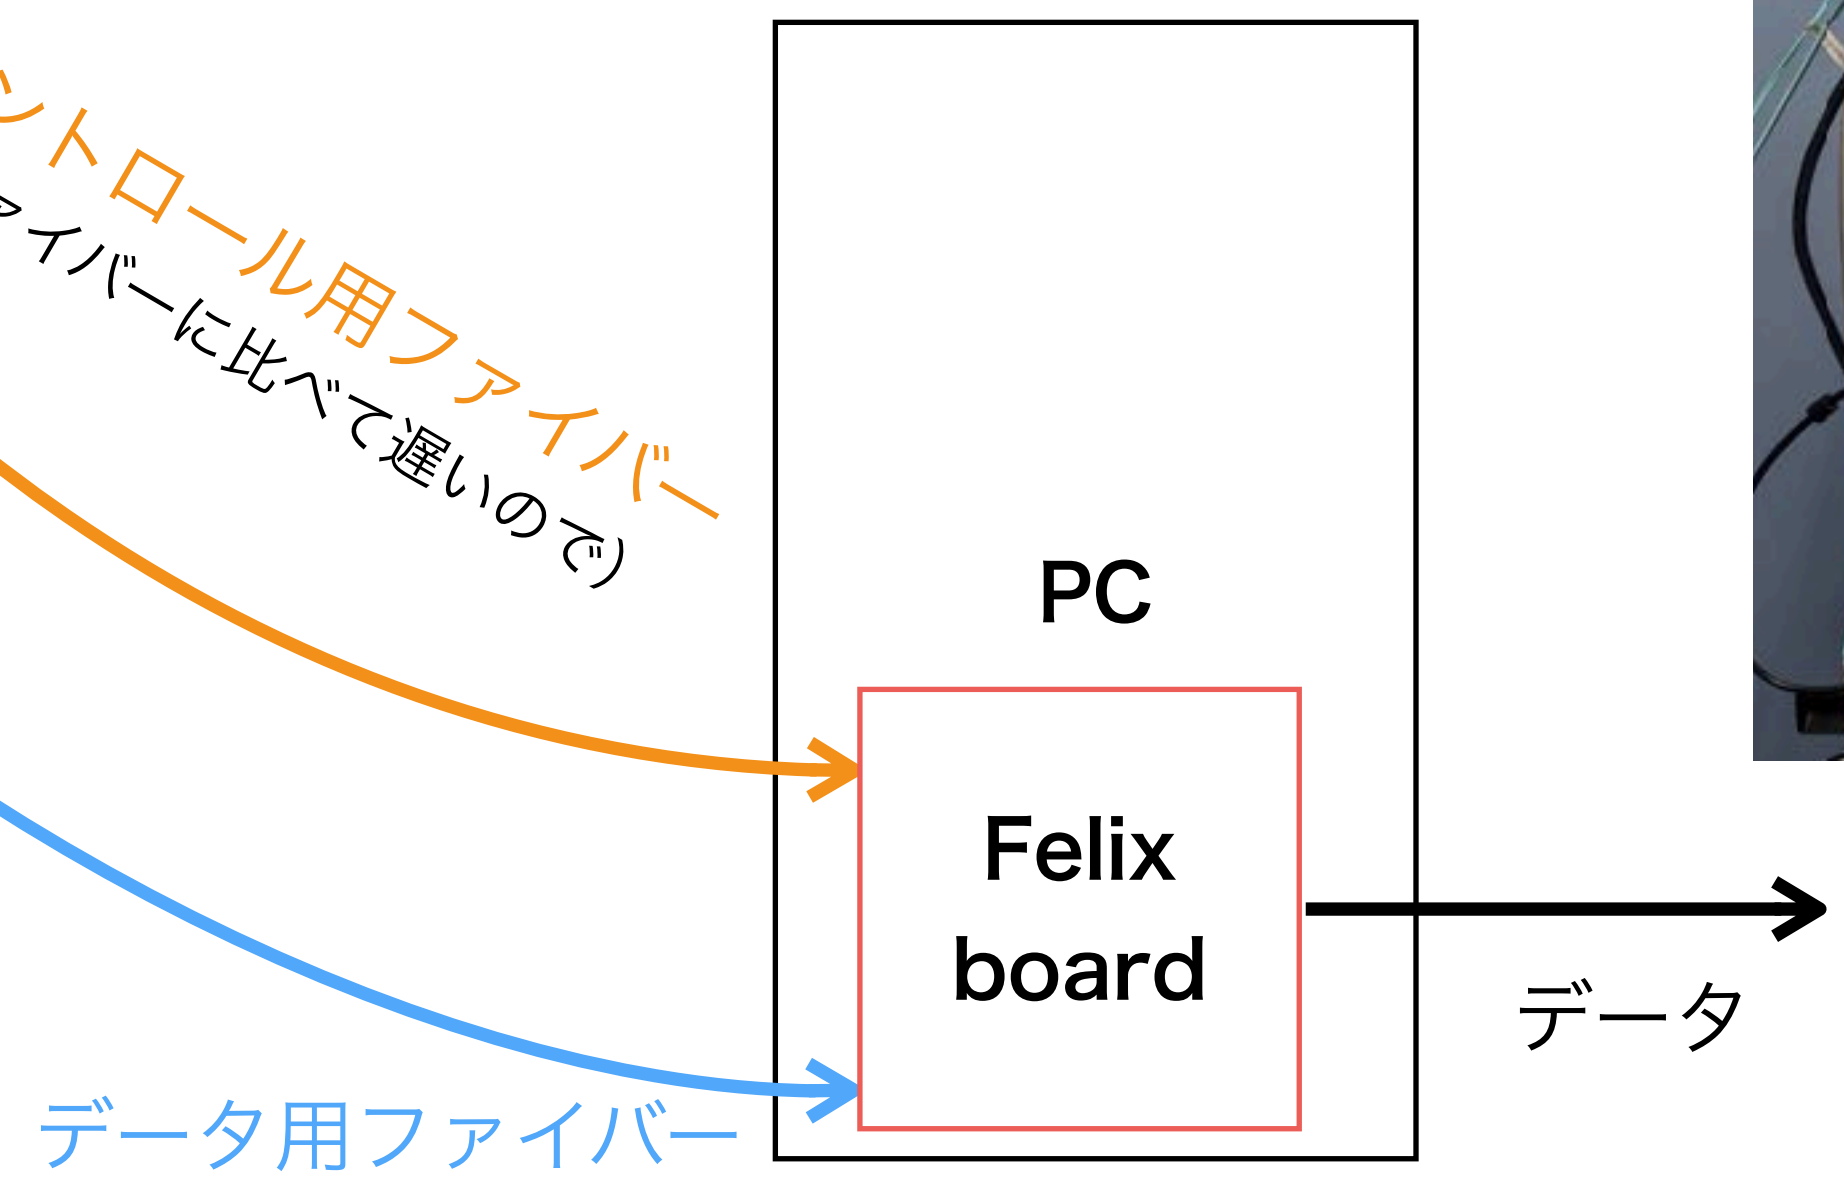 ントロール用ファイバー
ァイバーに比べて遅いので）
PC
Felix
board
データ
データ用ファイバー